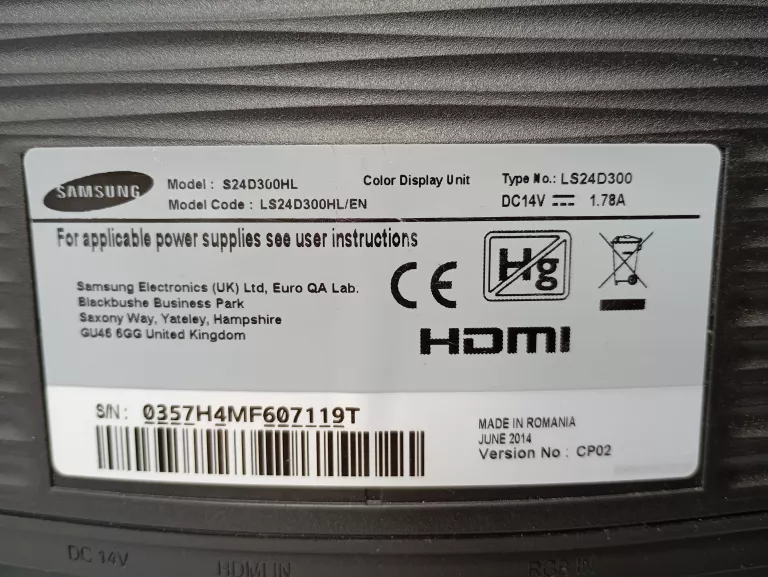 SAMSUNG
Model : S24D300HL
Model Code : LS24D300HL/EN
Color Display Unit
Type No.: LS24D300
DC14V ⎓ 1.78A
For applicable power supplies see user instructions
Samsung Electronics (UK) Ltd, Euro QA Lab.
Blackbushe Business Park
Saxony Way, Yateley, Hampshire
GU46 6GG United Kingdom
CE
Hg
HDMI
S/N : 0357H4MF607119T
MADE IN ROMANIA
JUNE 2014
Version No : CP02
DC 14V
HDMI IN
RGB IN